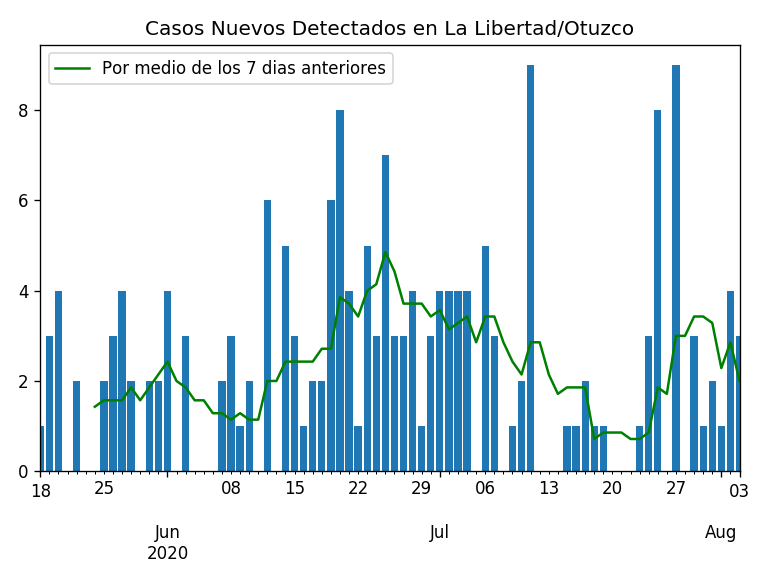 Casos Nuevos Detectados en La Libertad/Otuzco
Por medio de los 7 dias anteriores
8
6
4
2
0
18 25 08 15 22 29 06 13 20 27 03
Jun Jul Aug
2020